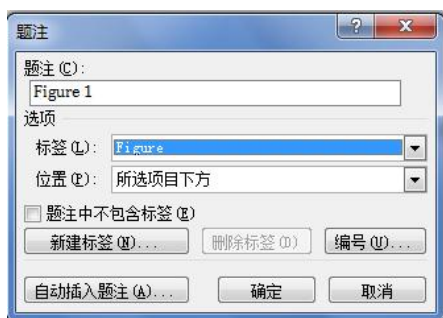 题注
题注(C):
Figure 1
选项
标签(L): Figure
位置(P): 所选项目下方
题注中不包含标签(E)
新建标签(N)... 删除标签(D) 编号(U)...
自动插入题注(A)... 确定 取消